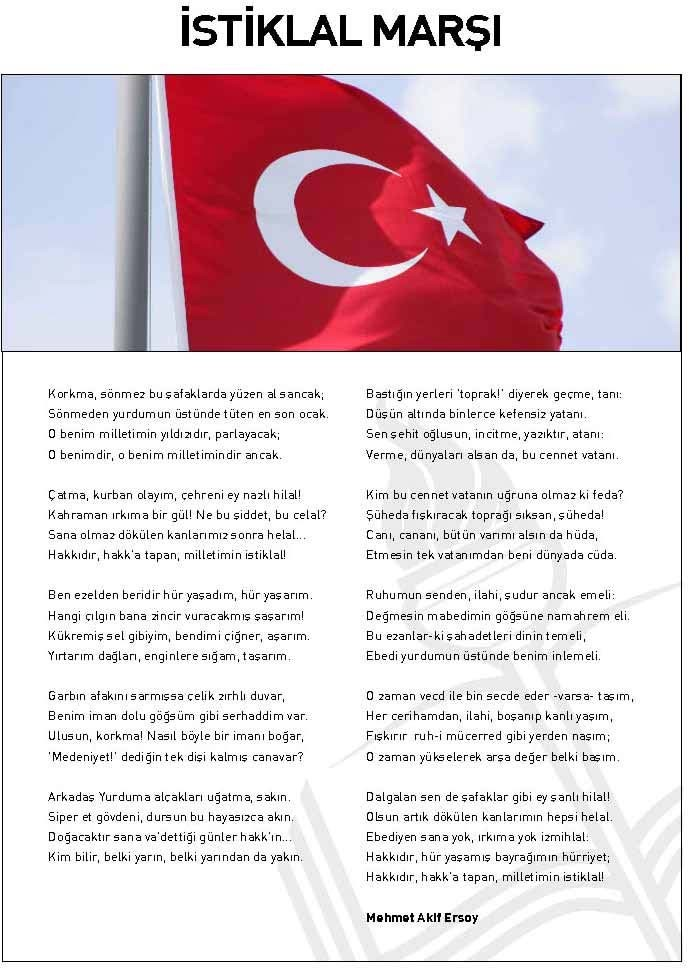 İSTİKLAL MARŞI
Korkma, sönmez bu şafaklarda yüzen al sancak;
Sönmeden yurdumun üstünde tüten en son ocak.
O benim milletimin yıldızıdır, parlayacak;
O benimdir, o benim milletimindir ancak.
Çatma, kurban olayım, çehreni ey nazlı hilal!
Kahraman ırkıma bir gül! Ne bu şiddet, bu celal?
Sana olmaz dökülen kanlarımız sonra helal...
Hakkıdır, hakk'a tapan, milletimin istiklal!
Ben ezelden beridir hür yaşadım, hür yaşarım.
Hangi çılgın bana zincir vuracakmış şaşarım!
Kükremiş sel gibiyim, bendimi çiğner, aşarım.
Yırtarım dağları, enginlere sığam, taşarım.
Garbın afakını sarmışsa çelik zırhlı duvar,
Benim iman dolu göğsüm gibi serhaddim var.
Ulusun, korkma! Nasıl böyle bir imanı boğar,
'Medeniyet!' dediğin tek dişi kalmış canavar?
Arkadaş Yurduma alçakları uğatma, sakın.
Siper et gövdeni, dursun bu hayasızca akın.
Doğacaktır sana va'dettiği günler hakk'ın...
Kim bilir, belki yarın, belki yarından da yakın.
Bastığın yerleri 'toprak!' diyerek geçme, tanı:
Düşün altında binlerce kefensiz yatanı.
Sen şehit oğlusun, incitme, yazıktır, atanı:
Verme, dünyaları alsan da, bu cennet vatanı.
Kim bu cennet vatanın uğruna olmaz ki feda?
Şüheda fışkıracak toprağı sıksan, şüheda!
Canı, cananı, bütün varımı alsın da hüda,
Etmesin tek vatanımdan beni dünyada cüda.
Ruhumun senden, ilahi, şudur ancak emeli:
Değmesin mabedimin göğsüne namahrem eli.
Bu ezanlar-ki şahadetleri dinin temeli,
Ebedi yurdumun üstünde benim inlemeli.
O zaman vecd ile bin secde eder -varsa- taşım,
Her cerihamdan, ilahi, boşanıp kanlı yaşım,
Fışkırır ruh-i mücerred gibi yerden naşım;
O zaman yükselerek arşa değer belki başım.
Dalgalan sen de şafaklar gibi ey şanlı hilal!
Olsun artık dökülen kanlarımın hepsi helal.
Ebediyen sana yok, ırkıma yok izmihlal:
Hakkıdır, hür yaşamış bayrağımın hürriyet;
Hakkıdır, hakk'a tapan, milletimin istiklal!
Mehmet Akif Ersoy